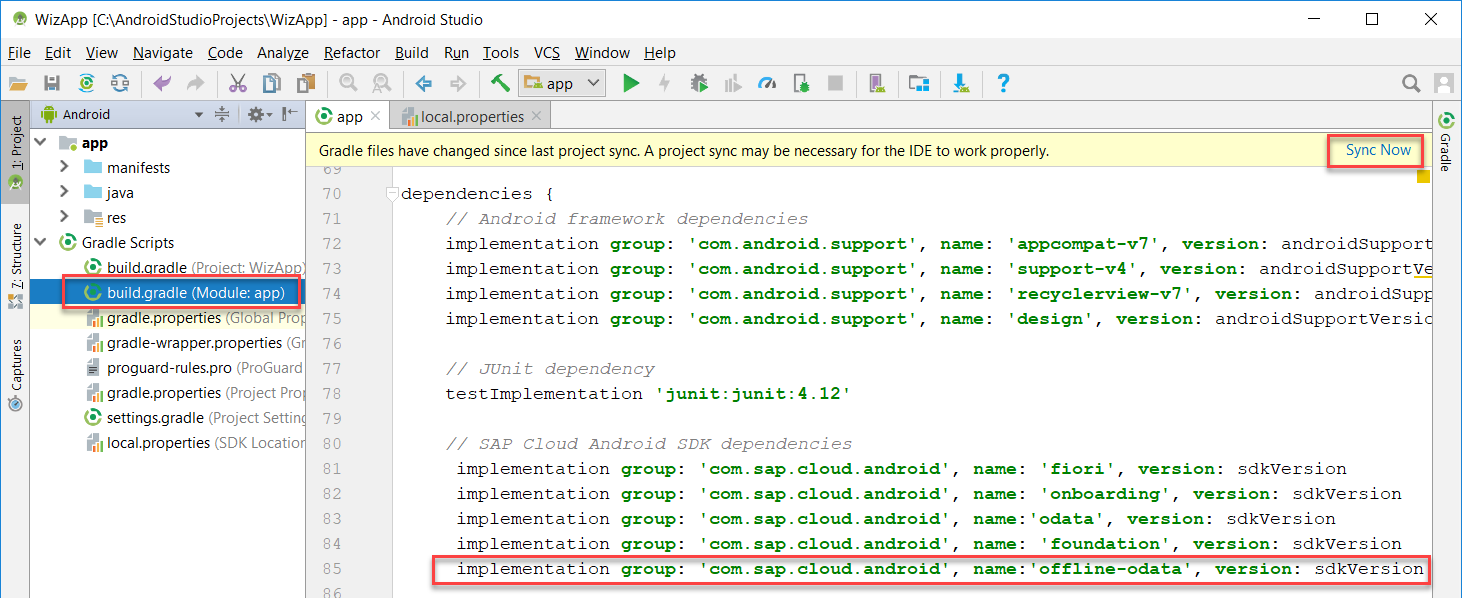 WizApp [C:\AndroidStudioProjects\WizApp] - app - Android Studio
File Edit View Navigate Code Analyze Refactor Build Run Tools VCS Window Help
app
1: Project
Z: Structure
Captures
Android
app
manifests
java
res
Gradle Scripts
build.gradle (Project: WizApp)
build.gradle (Module: app)
gradle.properties (Global Prop
gradle-wrapper.properties (Gr
proguard-rules.pro (ProGuard
gradle.properties (Project Prop
settings.gradle (Project Setting
local.properties (SDK Location
app local.properties
Gradle files have changed since last project sync. A project sync may be necessary for the IDE to work properly. Sync Now
69
70 dependencies {
71 // Android framework dependencies
72 implementation group: 'com.android.support', name: 'appcompat-v7', version: androidSupport
73 implementation group: 'com.android.support', name: 'support-v4', version: androidSupportVe
74 implementation group: 'com.android.support', name: 'recyclerview-v7', version: androidSupp
75 implementation group: 'com.android.support', name: 'design', version: androidSupportVersio
76
77 // JUnit dependency
78 testImplementation 'junit:junit:4.12'
79
80 // SAP Cloud Android SDK dependencies
81 implementation group: 'com.sap.cloud.android', name: 'fiori', version: sdkVersion
82 implementation group: 'com.sap.cloud.android', name: 'onboarding', version: sdkVersion
83 implementation group: 'com.sap.cloud.android', name:'odata', version: sdkVersion
84 implementation group: 'com.sap.cloud.android', name: 'foundation', version: sdkVersion
85 implementation group: 'com.sap.cloud.android', name:'offline-odata', version: sdkVersion
86
Gradle